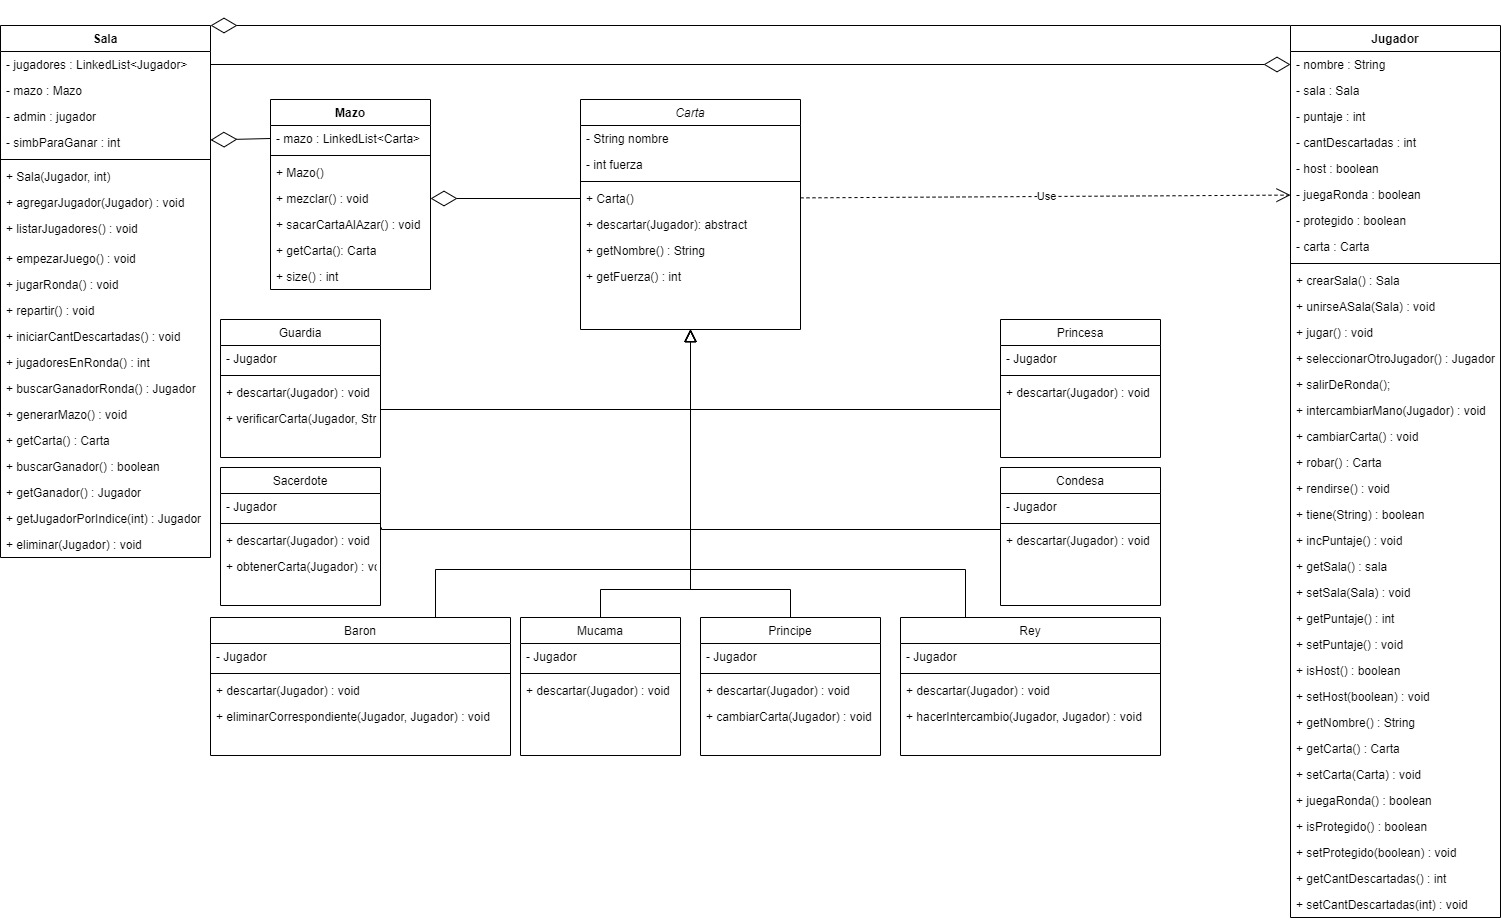 Sala
- jugadores : LinkedList<Jugador>
- mazo : Mazo
- admin : jugador
- simbParaGanar : int
+ Sala(Jugador, int)
+ agregarJugador(Jugador) : void
+ listarJugadores() : void
+ empezarJuego() : void
+ jugarRonda() : void
+ repartir() : void
+ iniciarCantDescartadas() : void
+ jugadoresEnRonda() : int
+ buscarGanadorRonda() : Jugador
+ generarMazo() : void
+ getCarta() : Carta
+ buscarGanador() : boolean
+ getGanador() : Jugador
+ getJugadorPorIndice(int) : Jugador
+ eliminar(Jugador) : void
Mazo
- mazo : LinkedList<Carta>
+ Mazo()
+ mezclar() : void
+ sacarCartaAlAzar() : void
+ getCarta(): Carta
+ size() : int
Carta
- String nombre
- int fuerza
+ Carta()
+ descartar(Jugador): abstract
+ getNombre() : String
+ getFuerza() : int
Use
Guardia
- Jugador
+ descartar(Jugador) : void
+ verificarCarta(Jugador, Str
Princesa
- Jugador
+ descartar(Jugador) : void
Sacerdote
- Jugador
+ descartar(Jugador) : void
+ obtenerCarta(Jugador) : vo
Condesa
- Jugador
+ descartar(Jugador) : void
Baron
- Jugador
+ descartar(Jugador) : void
+ eliminarCorrespondiente(Jugador, Jugador) : void
Mucama
- Jugador
+ descartar(Jugador) : void
Principe
- Jugador
+ descartar(Jugador) : void
+ cambiarCarta(Jugador) : void
Rey
- Jugador
+ descartar(Jugador) : void
+ hacerIntercambio(Jugador, Jugador) : void
Jugador
- nombre : String
- sala : Sala
- puntaje : int
- cantDescartadas : int
- host : boolean
- juegaRonda : boolean
- protegido : boolean
- carta : Carta
+ crearSala() : Sala
+ unirseASala(Sala) : void
+ jugar() : void
+ seleccionarOtroJugador() : Jugador
+ salirDeRonda();
+ intercambiarMano(Jugador) : void
+ cambiarCarta() : void
+ robar() : Carta
+ rendirse() : void
+ tiene(String) : boolean
+ incPuntaje() : void
+ getSala() : sala
+ setSala(Sala) : void
+ getPuntaje() : int
+ setPuntaje() : void
+ isHost() : boolean
+ setHost(boolean) : void
+ getNombre() : String
+ getCarta() : Carta
+ setCarta(Carta) : void
+ juegaRonda() : boolean
+ isProtegido() : boolean
+ setProtegido(boolean) : void
+ getCantDescartadas() : int
+ setCantDescartadas(int) : void